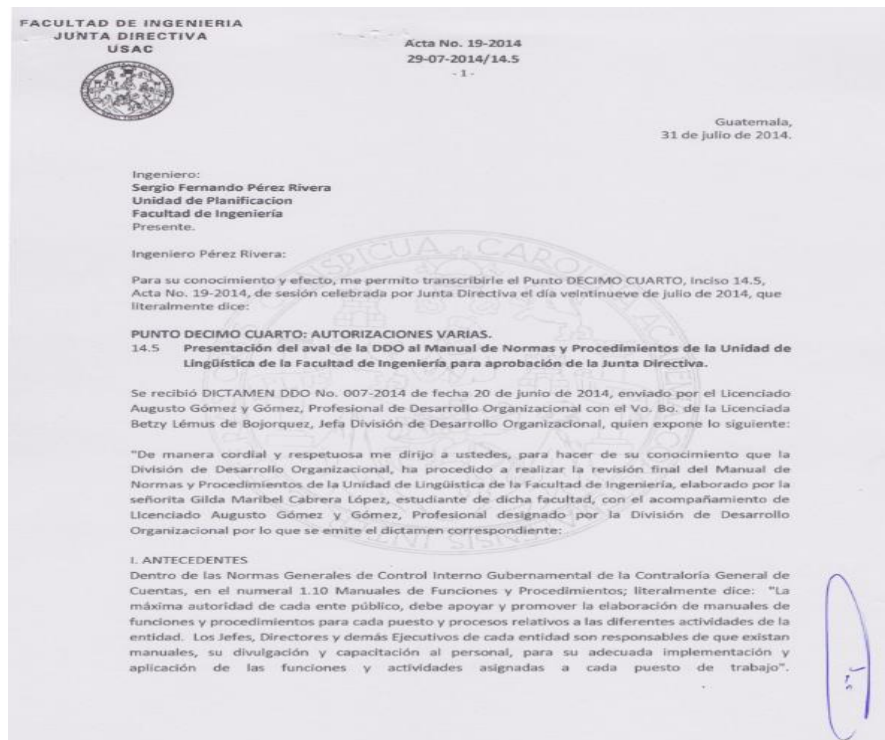 FACULTAD DE INGENIERIA
JUNTA DIRECTIVA
USAC
Acta No. 19-2014
29-07-2014/14.5
- 1 -
Guatemala,
31 de julio de 2014.
Ingeniero:
Sergio Fernando Pérez Rivera
Unidad de Planificacion
Facultad de Ingeniería
Presente.
Ingeniero Pérez Rivera:
Para su conocimiento y efecto, me permito transcribirle el Punto DECIMO CUARTO, Inciso 14.5,
Acta No. 19-2014, de sesión celebrada por Junta Directiva el día veintinueve de julio de 2014, que
literalmente dice:
PUNTO DECIMO CUARTO: AUTORIZACIONES VARIAS.
14.5 Presentación del aval de la DDO al Manual de Normas y Procedimientos de la Unidad de
Lingüística de la Facultad de Ingeniería para aprobación de la Junta Directiva.
Se recibió DICTAMEN DDO No. 007-2014 de fecha 20 de junio de 2014, enviado por el Licenciado
Augusto Gómez y Gómez, Profesional de Desarrollo Organizacional con el Vo. Bo. de la Licenciada
Betzy Lémus de Bojorquez, Jefa División de Desarrollo Organizacional, quien expone lo siguiente:
"De manera cordial y respetuosa me dirijo a ustedes, para hacer de su conocimiento que la
División de Desarrollo Organizacional, ha procedido a realizar la revisión final del Manual de
Normas y Procedimientos de la Unidad de Lingüística de la Facultad de Ingeniería, elaborado por la
señorita Gilda Maribel Cabrera López, estudiante de dicha facultad, con el acompañamiento de
LIcenciado Augusto Gómez y Gómez, Profesional designado por la División de Desarrollo
Organizacional por lo que se emite el dictamen correspondiente:
I. ANTECEDENTES
Dentro de las Normas Generales de Control Interno Gubernamental de la Contraloría General de
Cuentas, en el numeral 1.10 Manuales de Funciones y Procedimientos; literalmente dice: "La
máxima autoridad de cada ente público, debe apoyar y promover la elaboración de manuales de
funciones y procedimientos para cada puesto y procesos relativos a las diferentes actividades de la
entidad. Los Jefes, Directores y demás Ejecutivos de cada entidad son responsables de que existan
manuales, su divulgación y capacitación al personal, para su adecuada implementación y
aplicación de las funciones y actividades asignadas a cada puesto de trabajo".